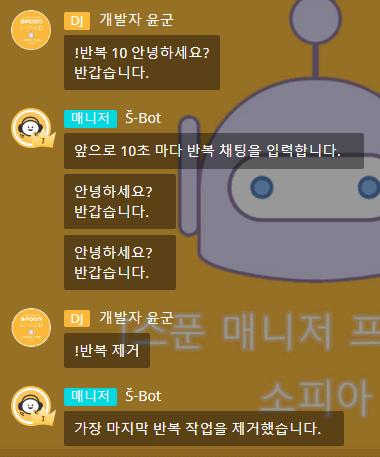 DJ 개발자 윤군
!반복 10 안녕하세요?
반갑습니다.
매니저 Š-Bot
앞으로 10초 마다 반복 채팅을 입력합니다.
안녕하세요?
반갑습니다.
안녕하세요?
반갑습니다.
DJ 개발자 윤군
스푼 매니저 프
!반복 제거
소피아
매니저 Š-Bot
가장 마지막 반복 작업을 제거했습니다.